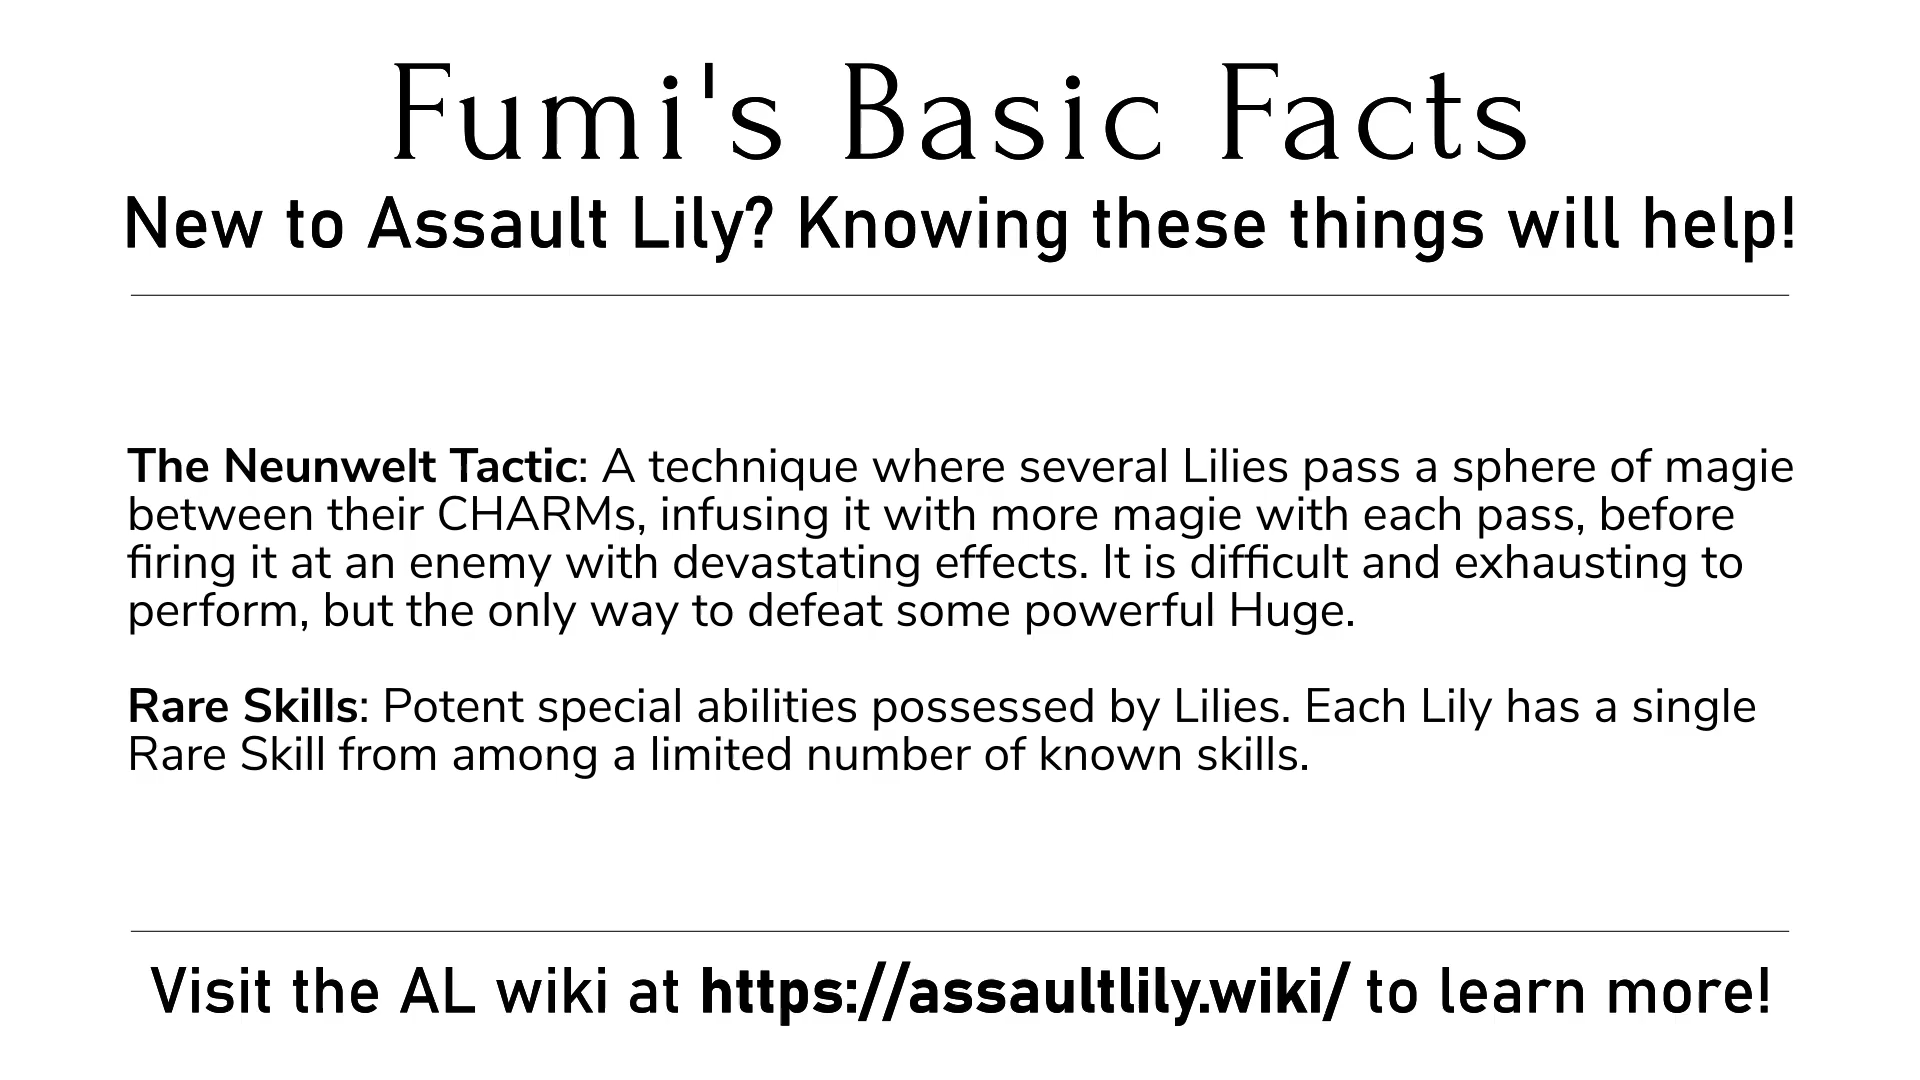 Fumi's Basic Facts
New to Assault Lily? Knowing these things will help!
The Neunwelt Tactic: A technique where several Lilies pass a sphere of magie
between their CHARMs, infusing it with more magie with each pass, before
firing it at an enemy with devastating effects. It is difficult and exhausting to
perform, but the only way to defeat some powerful Huge.
Rare Skills: Potent special abilities possessed by Lilies. Each Lily has a single
Rare Skill from among a limited number of known skills.
Visit the AL wiki at https://assaultlily.wiki/ to learn more!